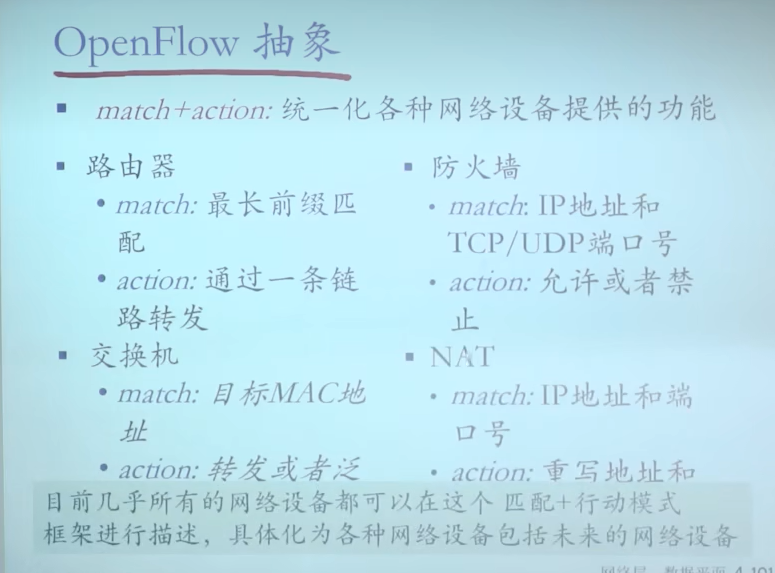 OpenFlow 抽象
match+action: 统一化各种网络设备提供的功能
路由器
match: 最长前缀匹
配
action: 通过一条链
路转发
交换机
match: 目标MAC地
址
action: 转发或者泛
防火墙
match: IP地址和
TCP/UDP端口号
action: 允许或者禁
止
NAT
match: IP地址和端
口号
action: 重写地址和
目前几乎所有的网络设备都可以在这个 匹配+行动模式
框架进行描述，具体化为各种网络设备包括未来的网络设备
网络层：数据平面 4-101